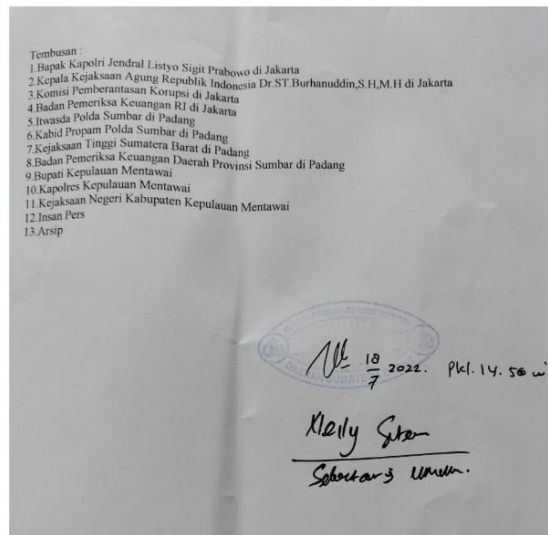 Tembusan :
1.Bapak Kapolri Jendral Listyo Sigit Prabowo di Jakarta
2.Kepala Kejaksaan Agung Republik Indonesia Dr.ST.Burhanuddin,S.H,M.H di Jakarta
3.Komisi Pemberantasan Korupsi di Jakarta
4.Badan Pemeriksa Keuangan RI di Jakarta
5.Itwasda Polda Sumbar di Padang
6.Kabid Propam Polda Sumbar di Padang
7.Kejaksaan Tinggi Sumatera Barat di Padang
8.Badan Pemeriksa Keuangan Daerah Provinsi Sumbar di Padang
9.Bupati Kepulauan Mentawai
10.Kapolres Kepulauan Mentawai
11.Kejaksaan Negeri Kabupaten Kepulauan Mentawai
12.Insan Pers
13.Arsip
18/7 2022. Pkl. 14.50